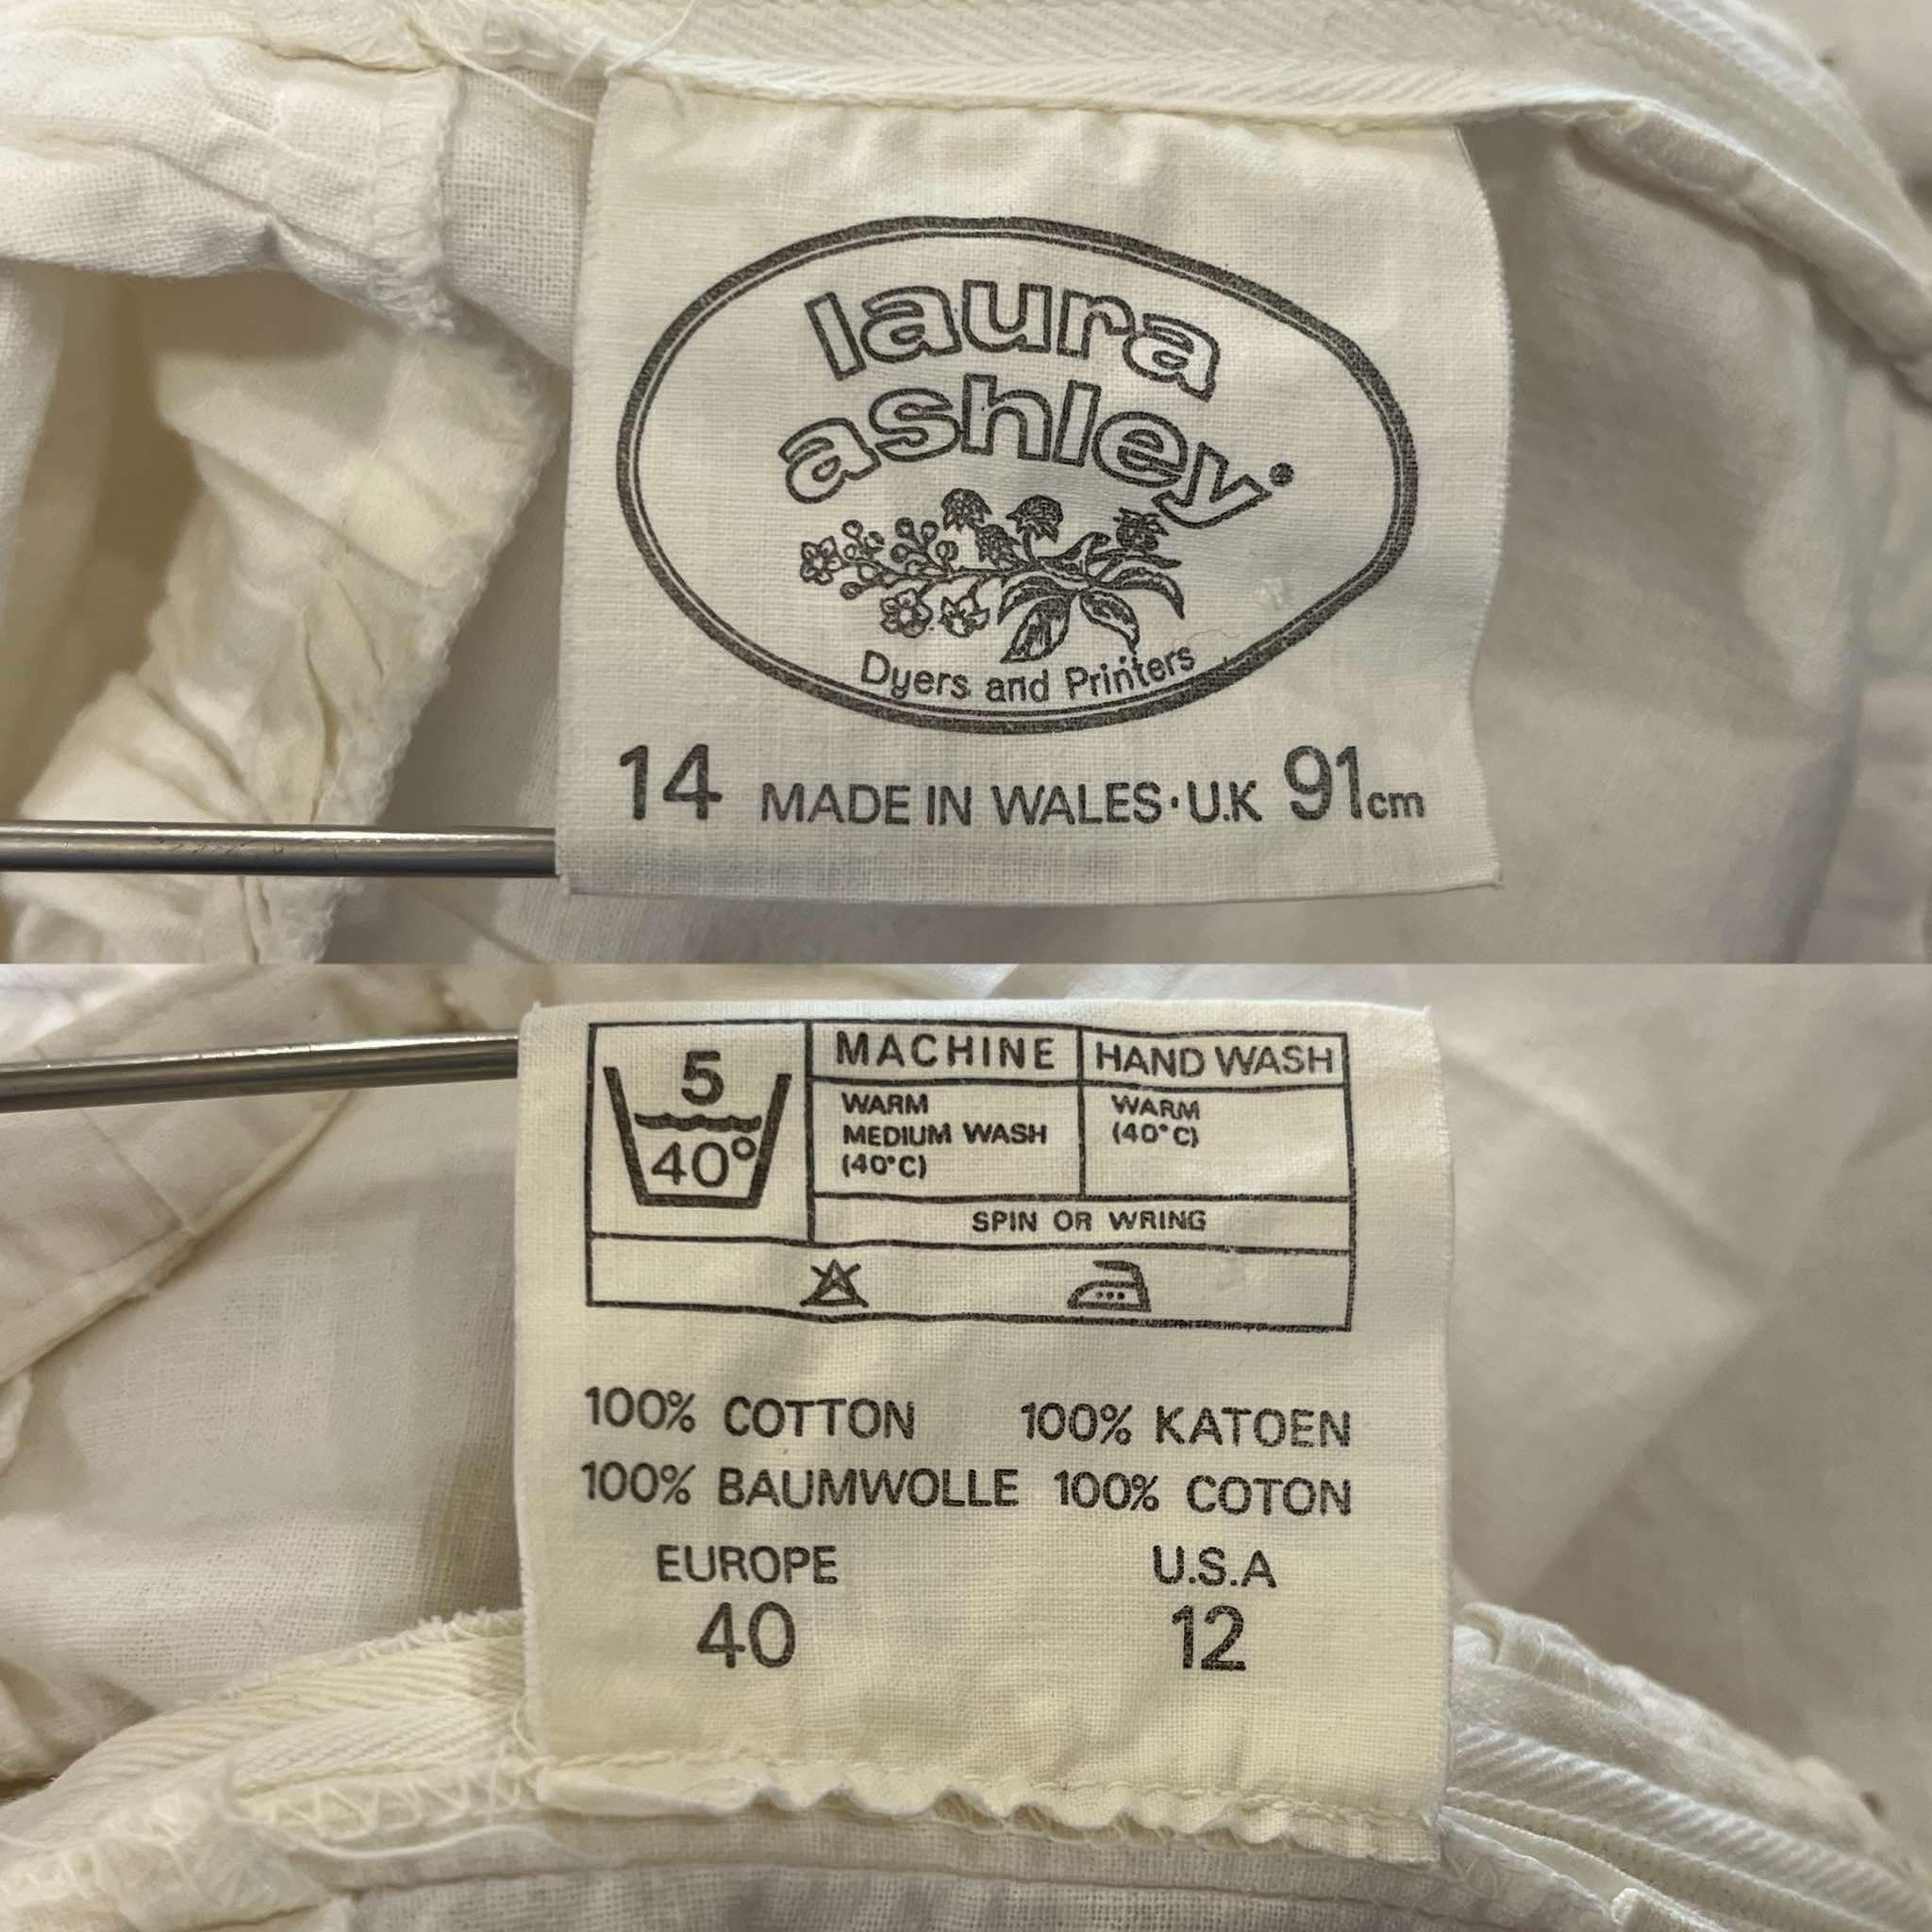 laura
ashley
Dyers and Printers
14 MADE IN WALES·U.K 91cm
5
40°
MACHINE
HAND WASH
WARM
MEDIUM WASH
(40°C)
WARM
(40°C)
SPIN OR WRING
100% COTTON 100% KATOEN
100% BAUMWOLLE 100% COTON
EUROPE U.S.A
40 12